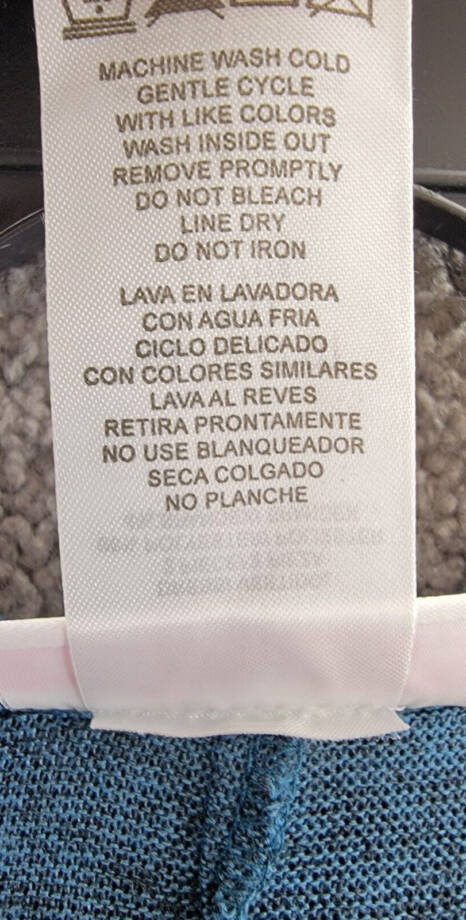 MACHINE WASH COLD
GENTLE CYCLE
WITH LIKE COLORS
WASH INSIDE OUT
REMOVE PROMPTLY
DO NOT BLEACH
LINE DRY
DO NOT IRON
LAVA EN LAVADORA
CON AGUA FRIA
CICLO DELICADO
CON COLORES SIMILARES
LAVA AL REVES
RETIRA PRONTAMENTE
NO USE BLANQUEADOR
SECA COLGADO
NO PLANCHE